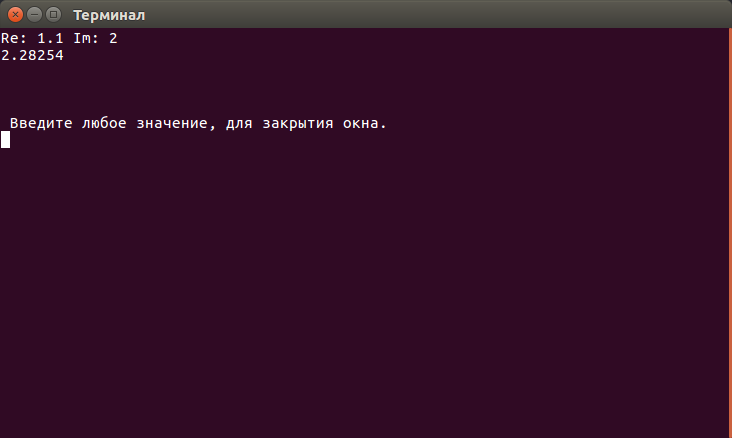 Терминал
Re: 1.1 Im: 2
2.28254
Введите любое значение, для закрытия окна.